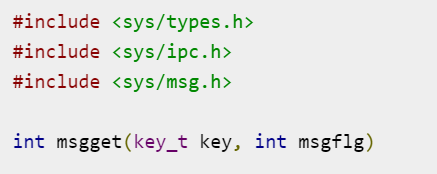 #include <sys/types.h>
#include <sys/ipc.h>
#include <sys/msg.h>
int msgget(key_t key, int msgflg)